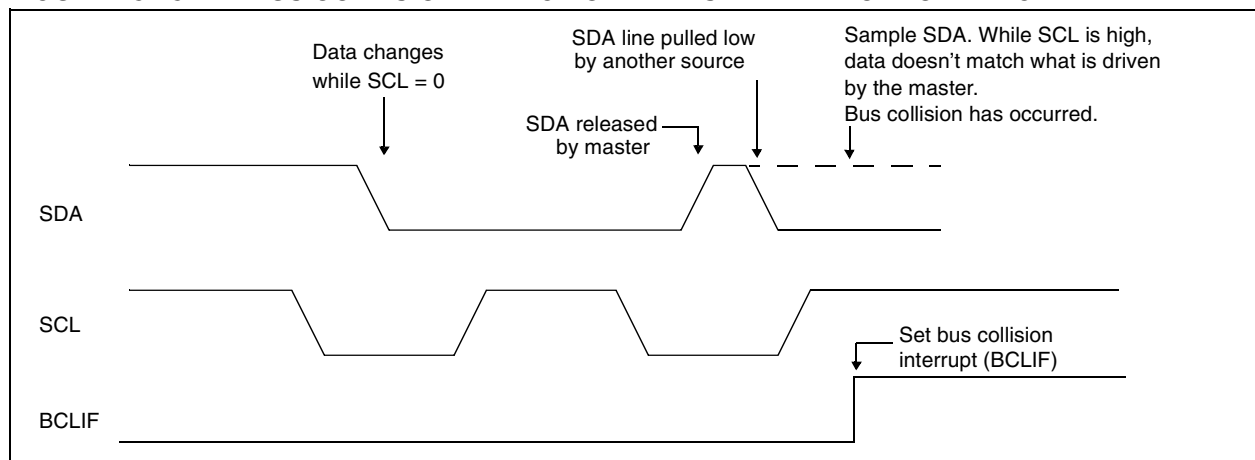 Data changes
while SCL = 0
SDA line pulled low
by another source
Sample SDA. While SCL is high,
data doesn't match what is driven
by the master.
Bus collision has occurred.
SDA released
by master
SDA
SCL
Set bus collision
interrupt (BCLIF)
BCLIF